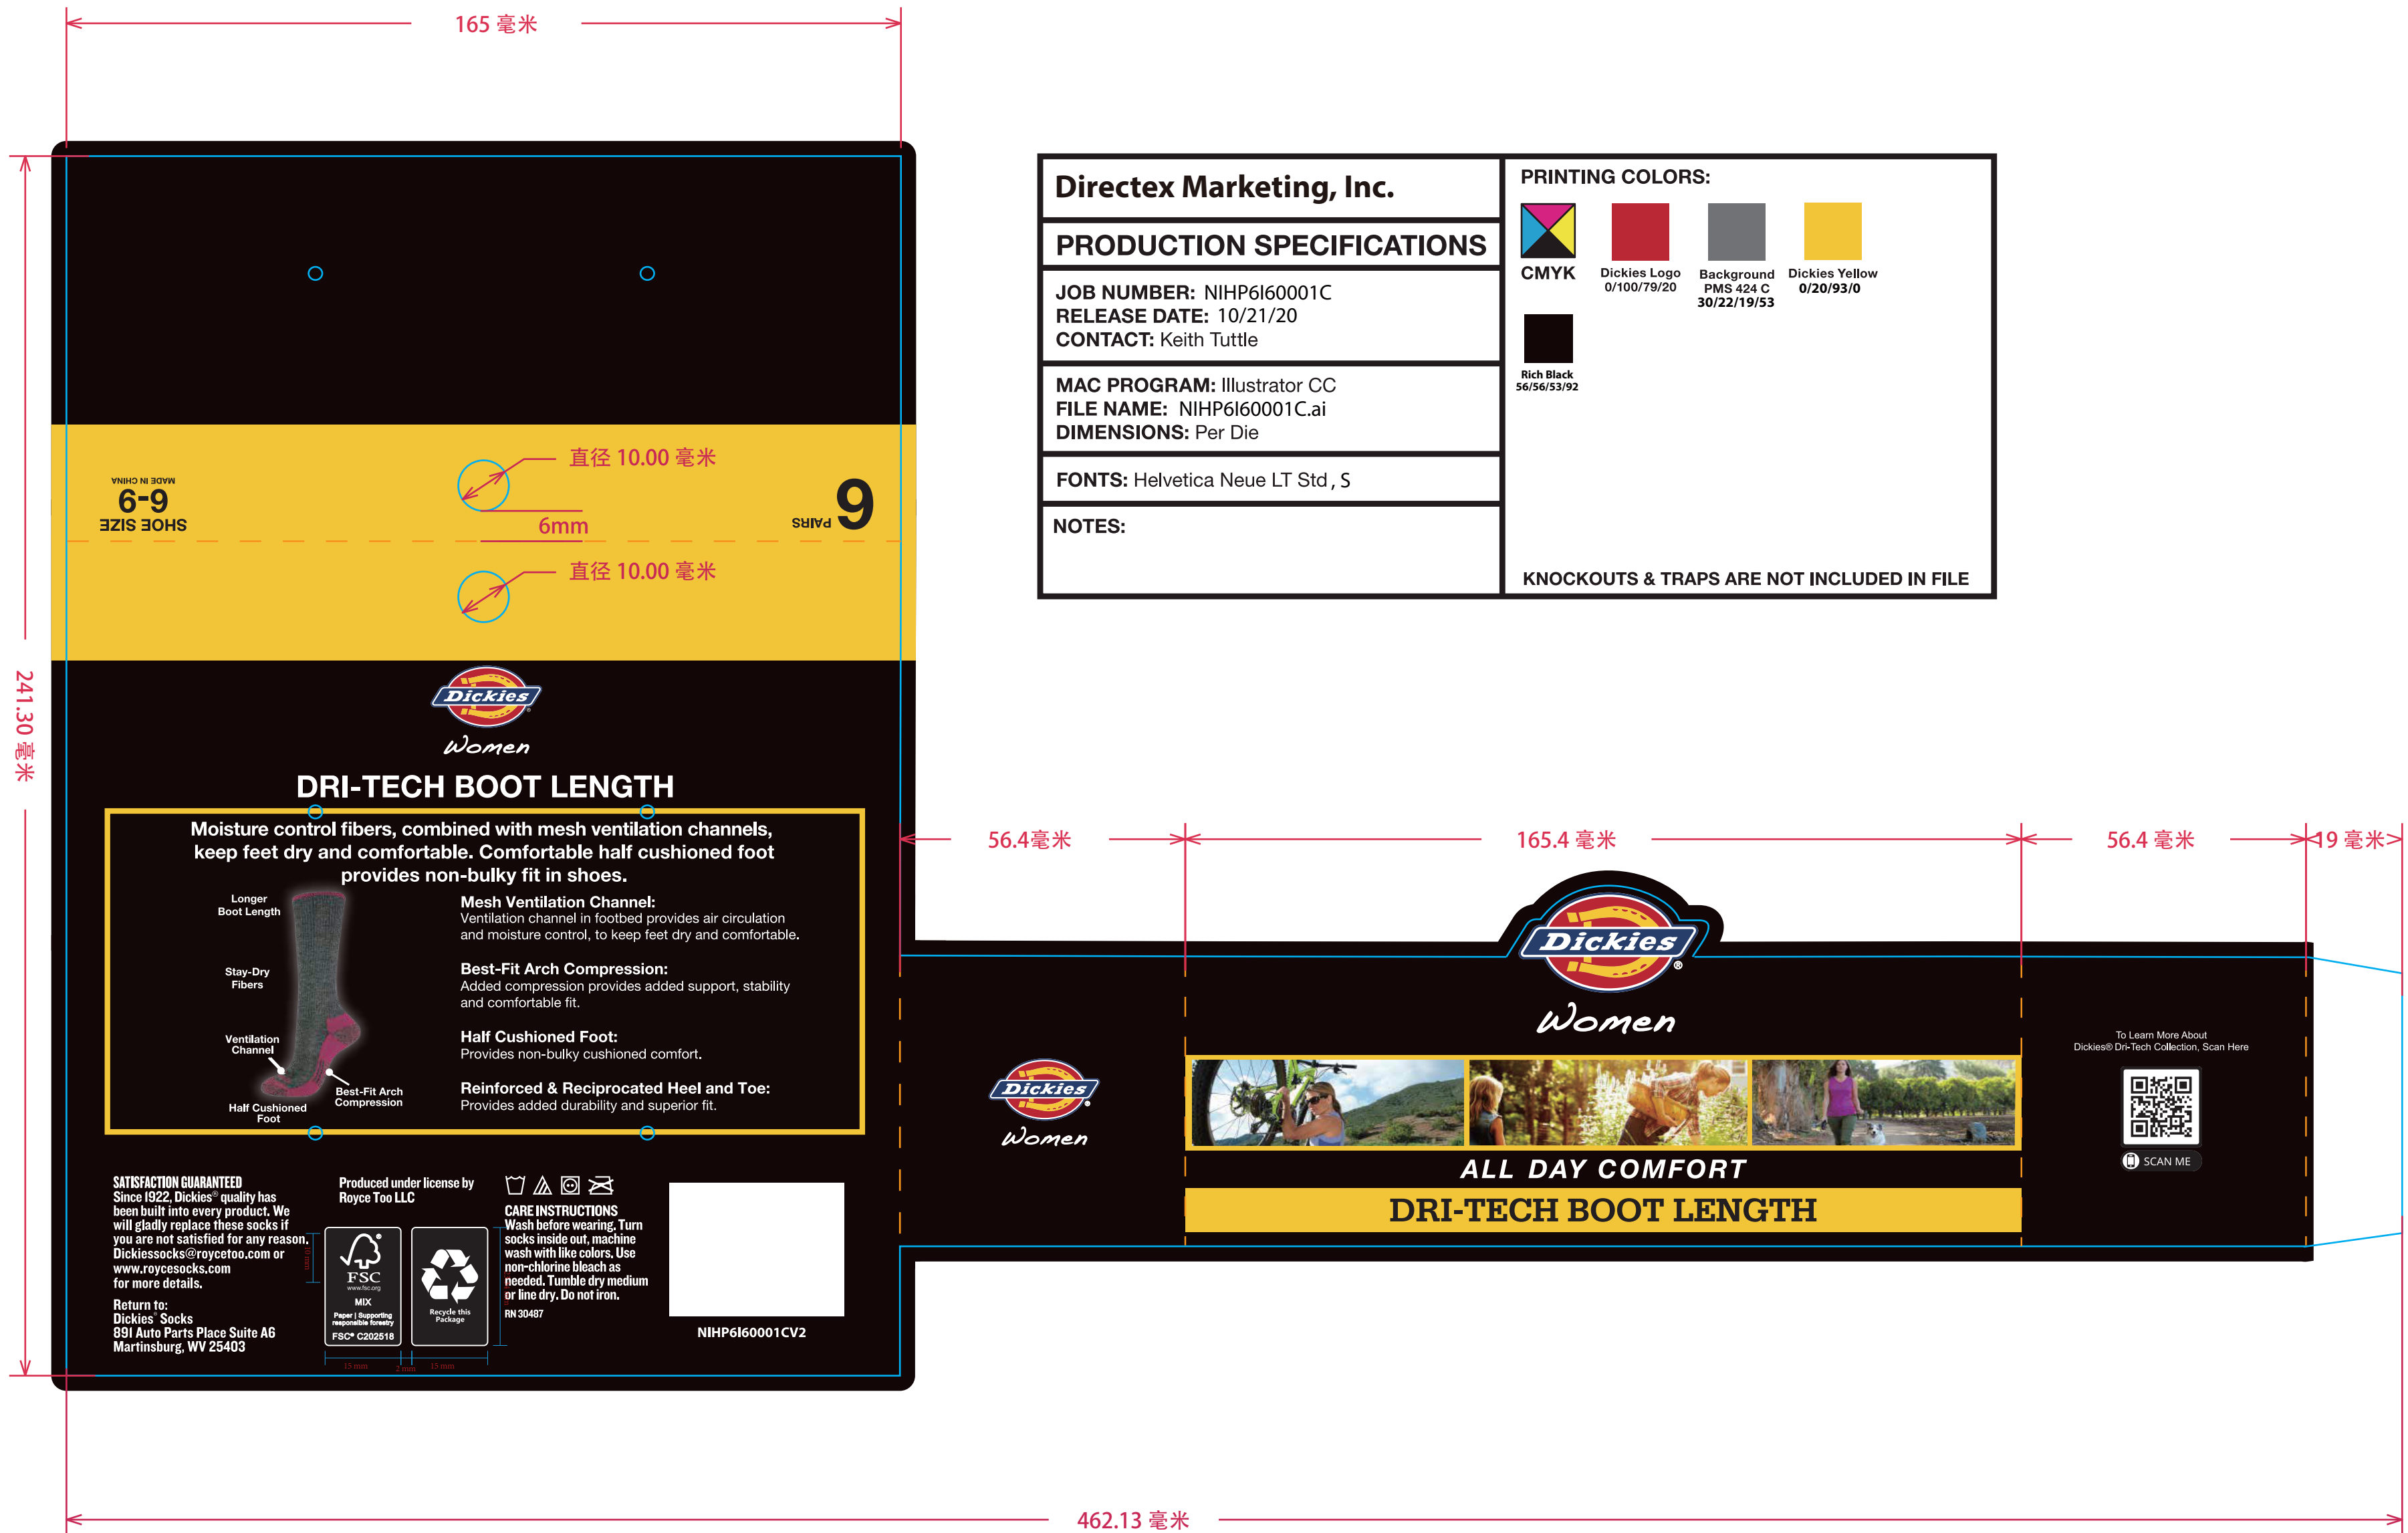 165 毫米
Directex Marketing, Inc.
PRODUCTION SPECIFICATIONS
JOB NUMBER: NIHP6I60001C
RELEASE DATE: 10/21/20
CONTACT: Keith Tuttle
MAC PROGRAM: Illustrator CC
FILE NAME: NIHP6I60001C.ai
DIMENSIONS: Per Die
FONTS: Helvetica Neue LT Std , S
NOTES:
PRINTING COLORS:
CMYK
Dickies Logo
0/100/79/20
Background
PMS 424 C
30/22/19/53
Dickies Yellow
0/20/93/0
Rich Black
56/56/53/92
KNOCKOUTS & TRAPS ARE NOT INCLUDED IN FILE
241.30 毫米
SHOE SIZE
6-9
MADE IN CHINA
直径 10.00 毫米
6mm
直径 10.00 毫米
6
PAIRS
Dickies®
Women
DRI-TECH BOOT LENGTH
Moisture control fibers, combined with mesh ventilation channels,
keep feet dry and comfortable. Comfortable half cushioned foot
provides non-bulky fit in shoes.
Longer
Boot Length
Stay-Dry
Fibers
Ventilation
Channel
Best-Fit Arch
Compression
Half Cushioned
Foot
Mesh Ventilation Channel:
Ventilation channel in footbed provides air circulation
and moisture control, to keep feet dry and comfortable.
Best-Fit Arch Compression:
Added compression provides added support, stability
and comfortable fit.
Half Cushioned Foot:
Provides non-bulky cushioned comfort.
Reinforced & Reciprocated Heel and Toe:
Provides added durability and superior fit.
SATISFACTION GUARANTEED
Since 1922, Dickies® quality has
been built into every product. We
will gladly replace these socks if
you are not satisfied for any reason.
Dickiessocks@roycetoo.com or
www.roycesocks.com
for more details.
Return to:
Dickies® Socks
891 Auto Parts Place Suite A6
Martinsburg, WV 25403
Produced under license by
Royce Too LLC
10 mm
FSC
www.fsc.org
MIX
Paper | Supporting
responsible forestry
FSC® C202518
Recycle this
Package
15 mm
2 mm
15 mm
CARE INSTRUCTIONS
Wash before wearing. Turn
socks inside out, machine
wash with like colors. Use
non-chlorine bleach as
needed. Tumble dry medium
or line dry. Do not iron.
RN 30487
NIHP6I60001CV2
56.4毫米
165.4 毫米
56.4 毫米
19 毫米
Dickies®
Women
Dickies®
Women
ALL DAY COMFORT
DRI-TECH BOOT LENGTH
To Learn More About
Dickies® Dri-Tech Collection, Scan Here
SCAN ME
462.13 毫米